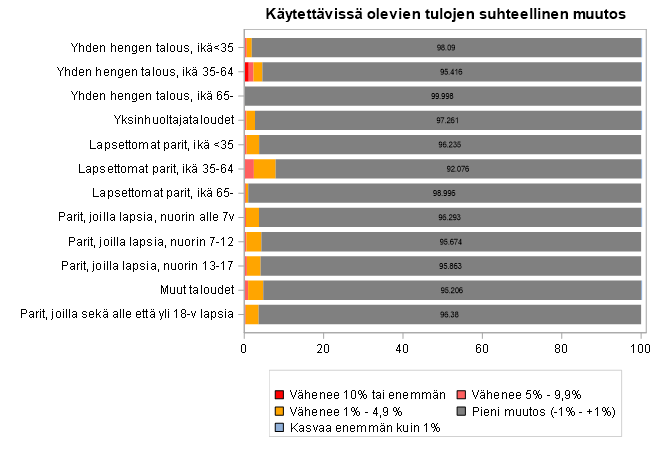 Käytettävissä olevien tulojen suhteellinen muutos
Yhden hengen talous, ikä<35
98.09
Yhden hengen talous, ikä 35-64
95.416
Yhden hengen talous, ikä 65-
99.998
Yksinhuoltajataloudet
97.261
Lapsettomat parit, ikä <35
96.235
Lapsettomat parit, ikä 35-64
92.076
Lapsettomat parit, ikä 65-
98.995
Parit, joilla lapsia, nuorin alle 7v
96.293
Parit, joilla lapsia, nuorin 7-12
95.674
Parit, joilla lapsia, nuorin 13-17
95.863
Muut taloudet
95.206
Parit, joilla sekä alle että yli 18-v lapsia
96.38
0 20 40 60 80 100
Vähenee 10% tai enemmän
Vähenee 5% - 9,9%
Vähenee 1% - 4,9 %
Pieni muutos (-1% - +1%)
Kasvaa enemmän kuin 1%